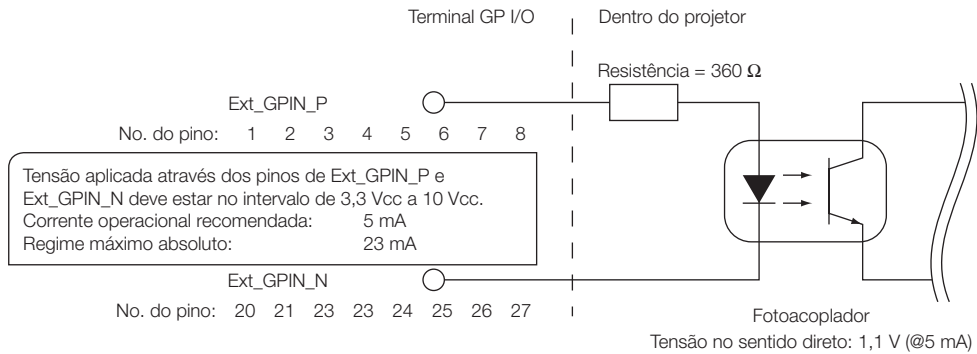 Terminal GP I/O
Dentro do projetor
Resistência = 360 Ω
Ext_GPIN_P
No. do pino: 1 2 3 4 5 6 7 8
Tensão aplicada através dos pinos de Ext_GPIN_P e
Ext_GPIN_N deve estar no intervalo de 3,3 Vcc a 10 Vcc.
Corrente operacional recomendada: 5 mA
Regime máximo absoluto: 23 mA
Ext_GPIN_N
No. do pino: 20 21 23 23 24 25 26 27
Fotoacoplador
Tensão no sentido direto: 1,1 V (@5 mA)